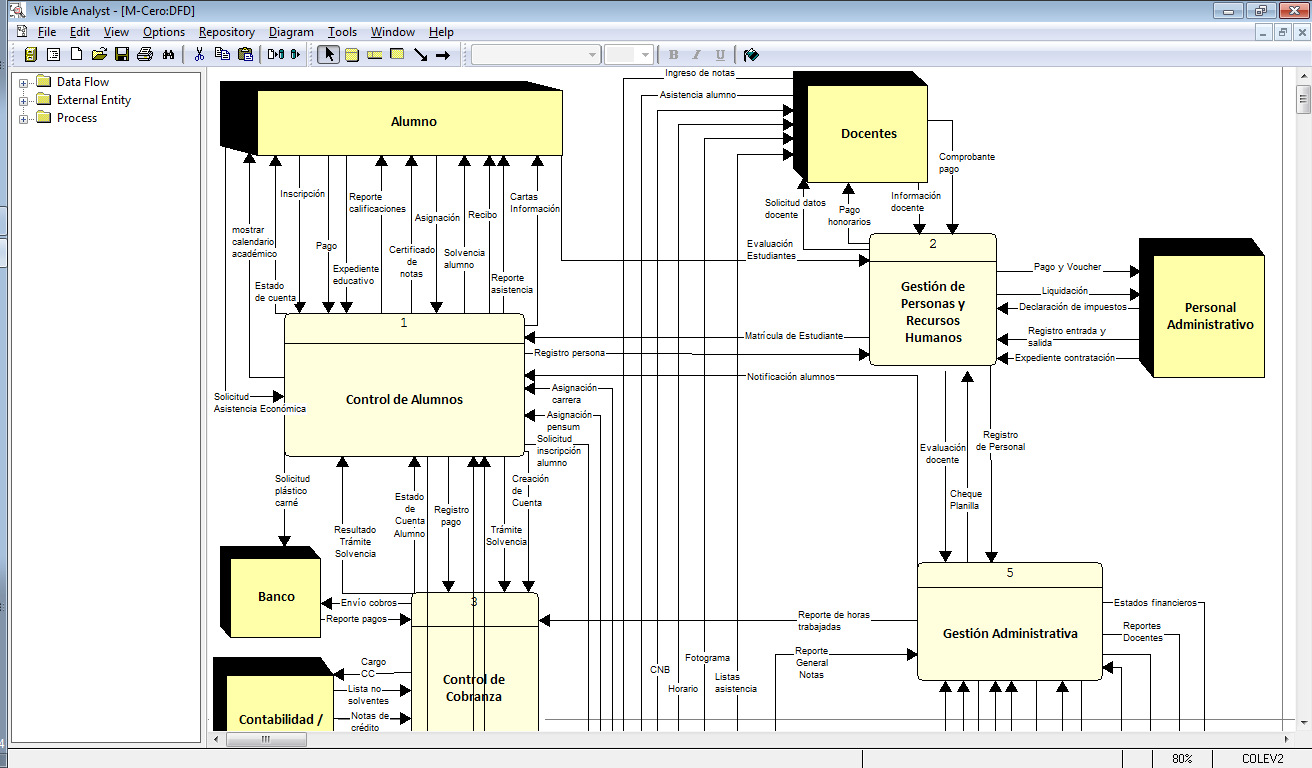 Visible Analyst - [M-Cero:DFD]
File Edit View Options Repository Diagram Tools Window Help
B I U
Data Flow
External Entity
Process
Alumno
Ingreso de notas
Asistencia alumno
Docentes
Comprobante
pago
Inscripción
Reporte
calificaciones
Asignación
Recibo
Cartas
Información
mostrar
calendario
académico
Pago
Expediente
educativo
Certificado
de
notas
Solvencia
alumno
Reporte
asistencia
Estado
de cuenta
Solicitud datos
docente
Pago
honorarios
Información
docente
Evaluación
Estudiantes
2
Gestión de
Personas y
Recursos
Humanos
Pago y Voucher
Liquidación
Declaración de impuestos
Registro entrada y
salida
Expediente contratación
Personal
Administrativo
1
Control de Alumnos
Matrícula de Estudiante
Registro persona
Notificación alumnos
Asignación
carrera
Asignación
pensum
Solicitud
inscripción
alumno
Solicitud
Asistencia Económica
Solicitud
plástico
carné
Resultado
Trámite
Solvencia
Estado
de
Cuenta
Alumno
Registro
pago
Trámite
Solvencia
Creación
de
Cuenta
Evaluación
docente
Registro
de Personal
Cheque
Planilla
Banco
Envío cobros
Reporte pagos
3
Control de
Cobranza
5
Gestión Administrativa
Estados financieros
Reportes
Docentes
Reporte de horas
trabajadas
Reporte
General
Notas
Fotograma
CNB
Horario
Listas
asistencia
Cargo
CC
Lista no
solventes
Notas de
crédito
Contabilidad /
80%
COLEV2